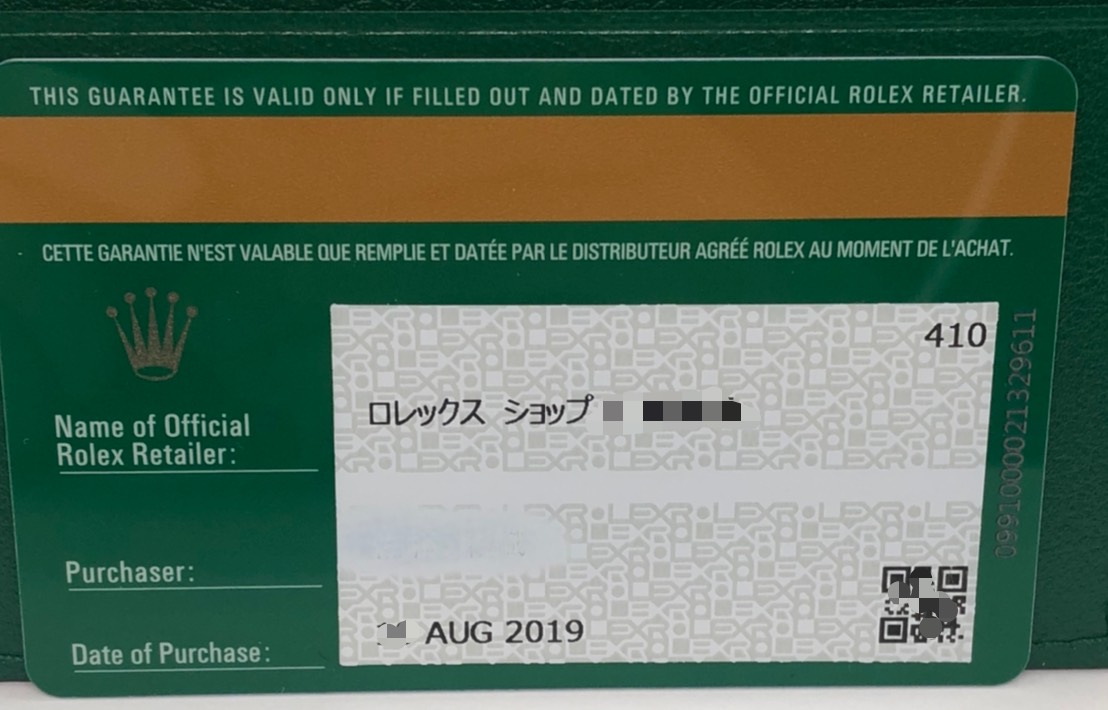 THIS GUARANTEE IS VALID ONLY IF FILLED OUT AND DATED BY THE OFFICIAL ROLEX RETAILER.
CETTE GARANTIE N'EST VALABLE QUE REMPLIE ET DATÉE PAR LE DISTRIBUTEUR AGRÉÉ ROLEX AU MOMENT DE L'ACHAT.
410
Name of Official
Rolex Retailer:
ロレックス ショップ
Purchaser:
Date of Purchase:
AUG 2019
0991000021329611